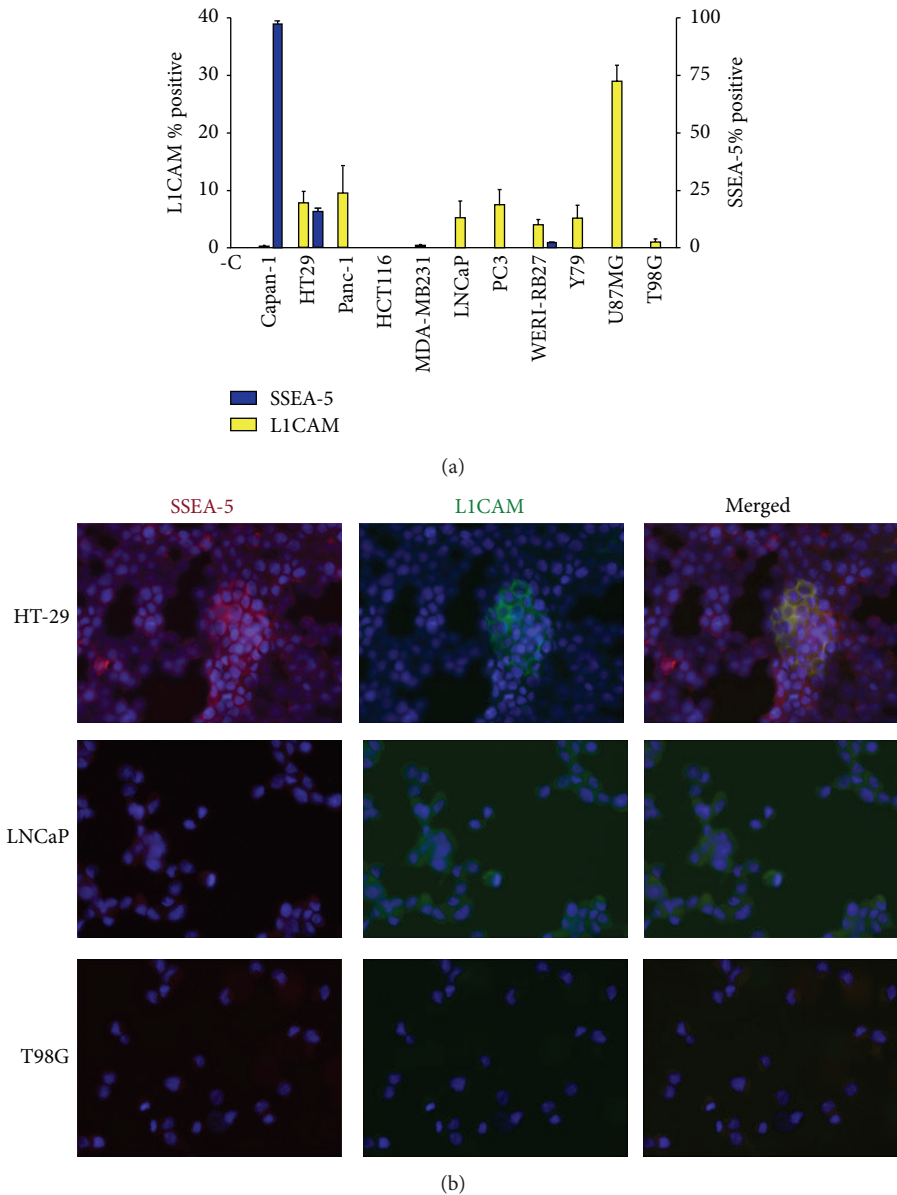 L1CAM % positive
40
30
20
10
0
100
75
50
25
0
SSEA-5% positive
-C
Capan-1
HT29
Panc-1
HCT116
MDA-MB231
LNCaP
PC3
WERI-RB27
Y79
U87MG
T98G
SSEA-5
L1CAM
(a)
SSEA-5 L1CAM Merged
HT-29
LNCaP
T98G
(b)